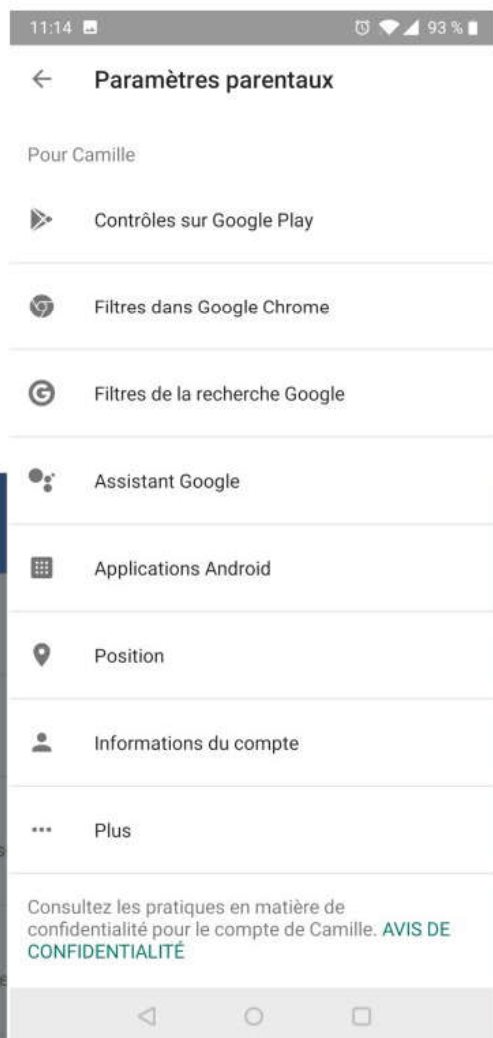 11:14 93 %
Paramètres parentaux
Pour Camille
Contrôles sur Google Play
Filtres dans Google Chrome
Filtres de la recherche Google
Assistant Google
Applications Android
Position
Informations du compte
Plus
Consultez les pratiques en matière de
confidentialité pour le compte de Camille. AVIS DE
CONFIDENTIALITÉ